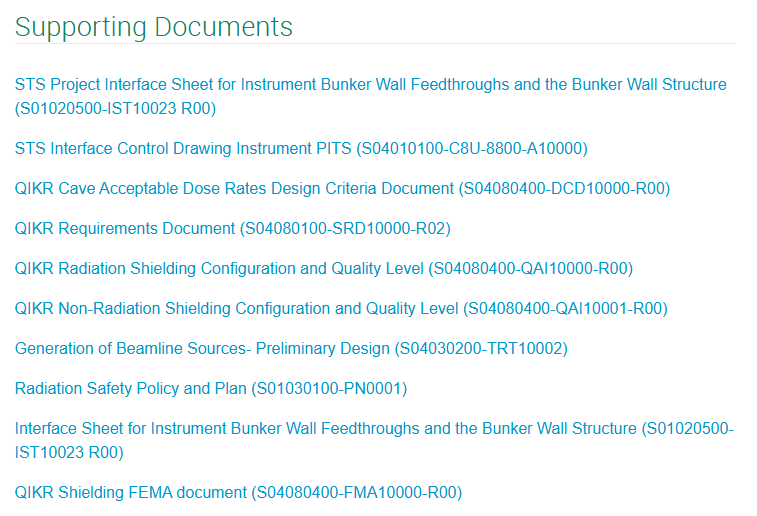 Supporting Documents
STS Project Interface Sheet for Instrument Bunker Wall Feedthroughs and the Bunker Wall Structure
(S01020500-IST10023 R00)
STS Interface Control Drawing Instrument PITS (S04010100-C8U-8800-A10000)
QIKR Cave Acceptable Dose Rates Design Criteria Document (S04080400-DCD10000-R00)
QIKR Requirements Document (S04080100-SRD10000-R02)
QIKR Radiation Shielding Configuration and Quality Level (S04080400-QAI10000-R00)
QIKR Non-Radiation Shielding Configuration and Quality Level (S04080400-QAI10001-R00)
Generation of Beamline Sources- Preliminary Design (S04030200-TRT10002)
Radiation Safety Policy and Plan (S01030100-PN0001)
Interface Sheet for Instrument Bunker Wall Feedthroughs and the Bunker Wall Structure (S01020500-
IST10023 R00)
QIKR Shielding FEMA document (S04080400-FMA10000-R00)